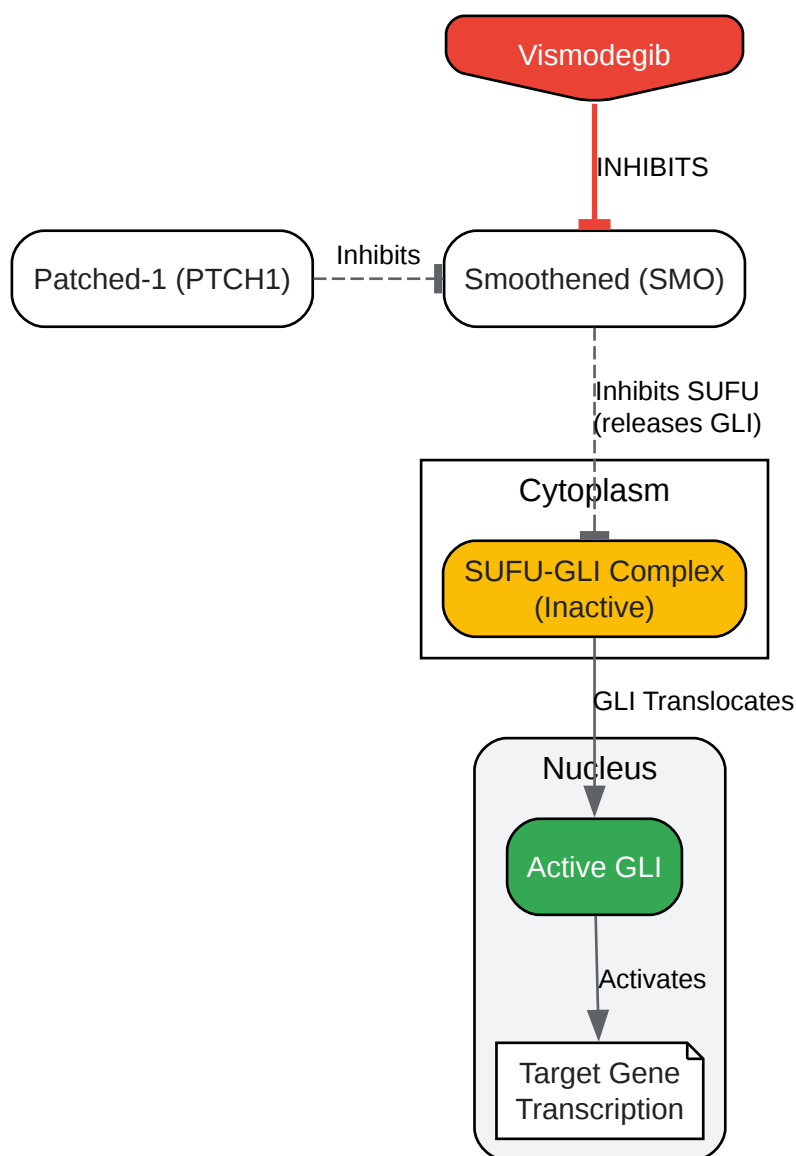 Vismodegib
INHIBITS
Patched-1 (PTCH1)
Inhibits
Smoothened (SMO)
Inhibits SUFU
(releases GLI)
Cytoplasm
SUFU-GLI Complex
(Inactive)
GLI Translocates
Nucleus
Active GLI
Activates
Target Gene
Transcription